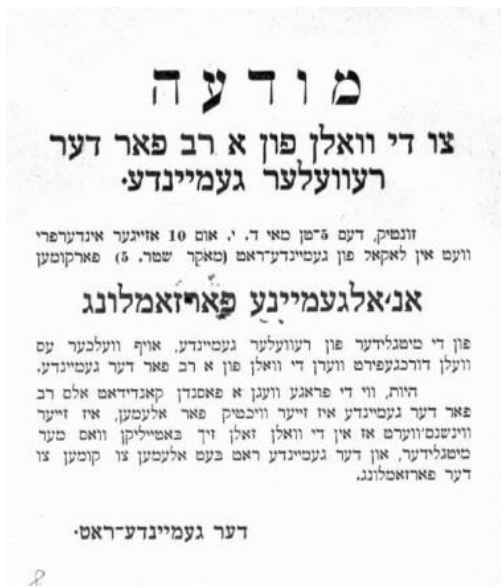 מודעה
צו די וואלן פון א רב פאר דער
רעוועלער געמיינדע.
זונטיק, דעם 5־טן מאי ד. י. אום 10 אזייגער אינדערפרי
וועט אין לאקאל פון געמיינדע־ראט (מאקר שטר. 5) פארקומען
אנ׳אלגעמיינע פארזאמלונג
פון די מיטגלידער פון רעוועלער געמיינדע, אויף וועלכער עס
וועלן דורכגעפירט ווערן די וואלן פון א רב פאר דער געמיינדע.
היות, ווי די פראגע וועגן א פאסנדן קאנדידאט אלס רב
פאר דער געמיינדע איז זייער וויכטיק פאר אלעמען, איז זייער
ווינשנס׳ווערט אז אין די וואלן זאלן זיך באטייליקן וואס מער
מיטגלידער, און דער געמיינדע ראט בעט אלעמען צו קומען צו
דער פארזאמלונג.
דער געמיינדע־ראט.
8